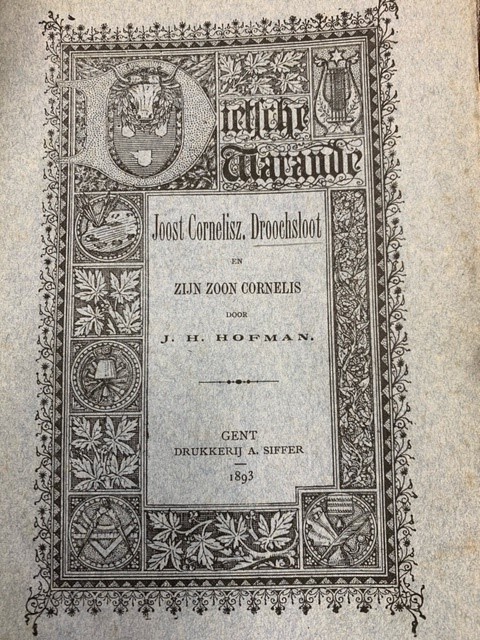 Dietsche
Warande
Joost Cornelisz. Droochsloot
EN
ZIJN ZOON CORNELIS
DOOR
J. H. HOFMAN.
GENT
DRUKKERIJ A. SIFFER
1893